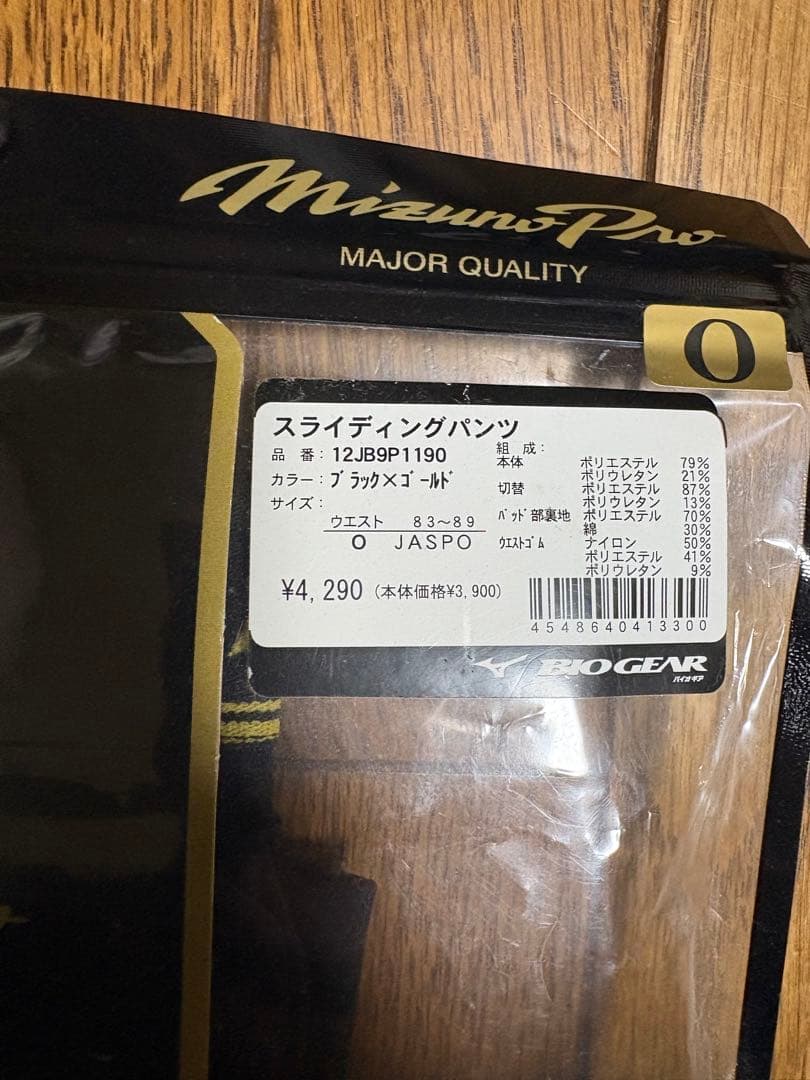 Mizuno Pro
MAJOR QUALITY
O
スライディングパンツ
品 番：12JB9P1190
カラー：ﾌﾞﾗｯｸ×ｺﾞｰﾙﾄﾞ
サイズ：
ウエスト 83～89
O JASPO
¥4,290（本体価格¥3,900）
組 成：
本体 ポリエステル 79%
ポリウレタン 21%
切替 ポリエステル 87%
ポリウレタン 13%
ﾊﾟｯﾄﾞ部裏地 ポリエステル 70%
綿 30%
ｳｴｽﾄｺﾞﾑ ナイロン 50%
ポリエステル 41%
ポリウレタン 9%
4548640413300
BIOGEAR
バイオギア